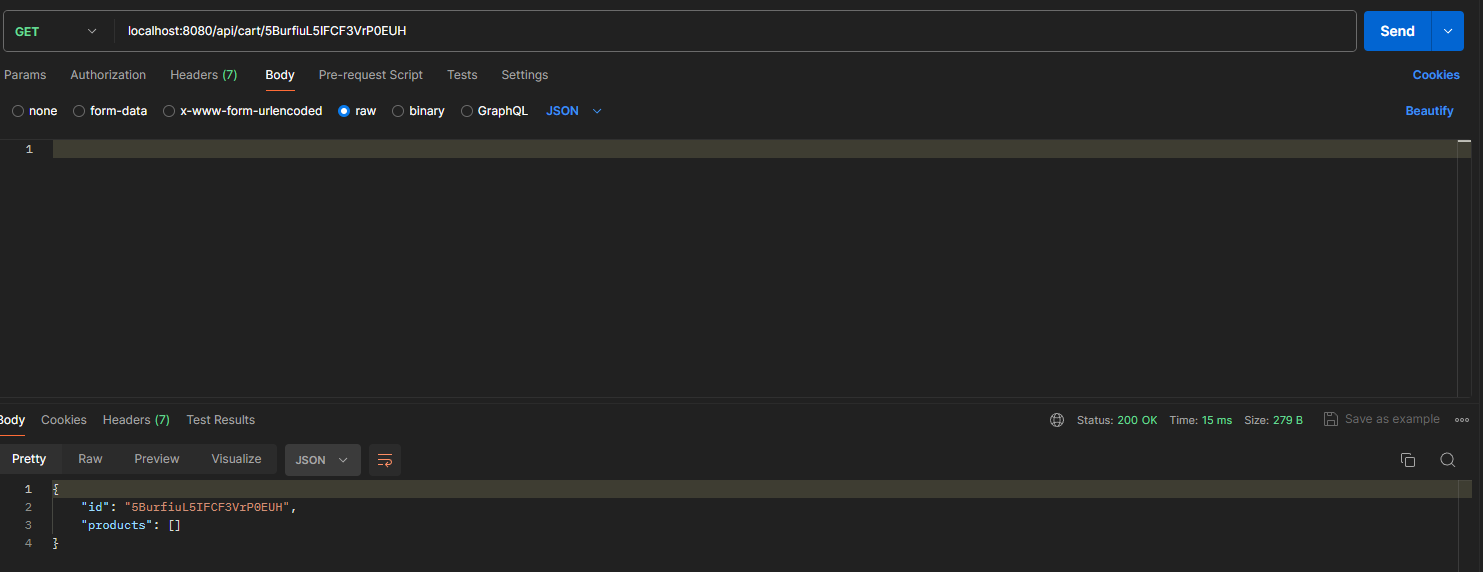 GET localhost:8080/api/cart/5BurfiuL5IFCF3VrP0EUH Send
Params Authorization Headers (7) Body Pre-request Script Tests Settings Cookies
none form-data x-www-form-urlencoded raw binary GraphQL JSON Beautify
1
Body Cookies Headers (7) Test Results Status: 200 OK Time: 15 ms Size: 279 B Save as example
Pretty Raw Preview Visualize JSON
1 {
2 "id": "5BurfiuL5IFCF3VrP0EUH",
3 "products": []
4 }